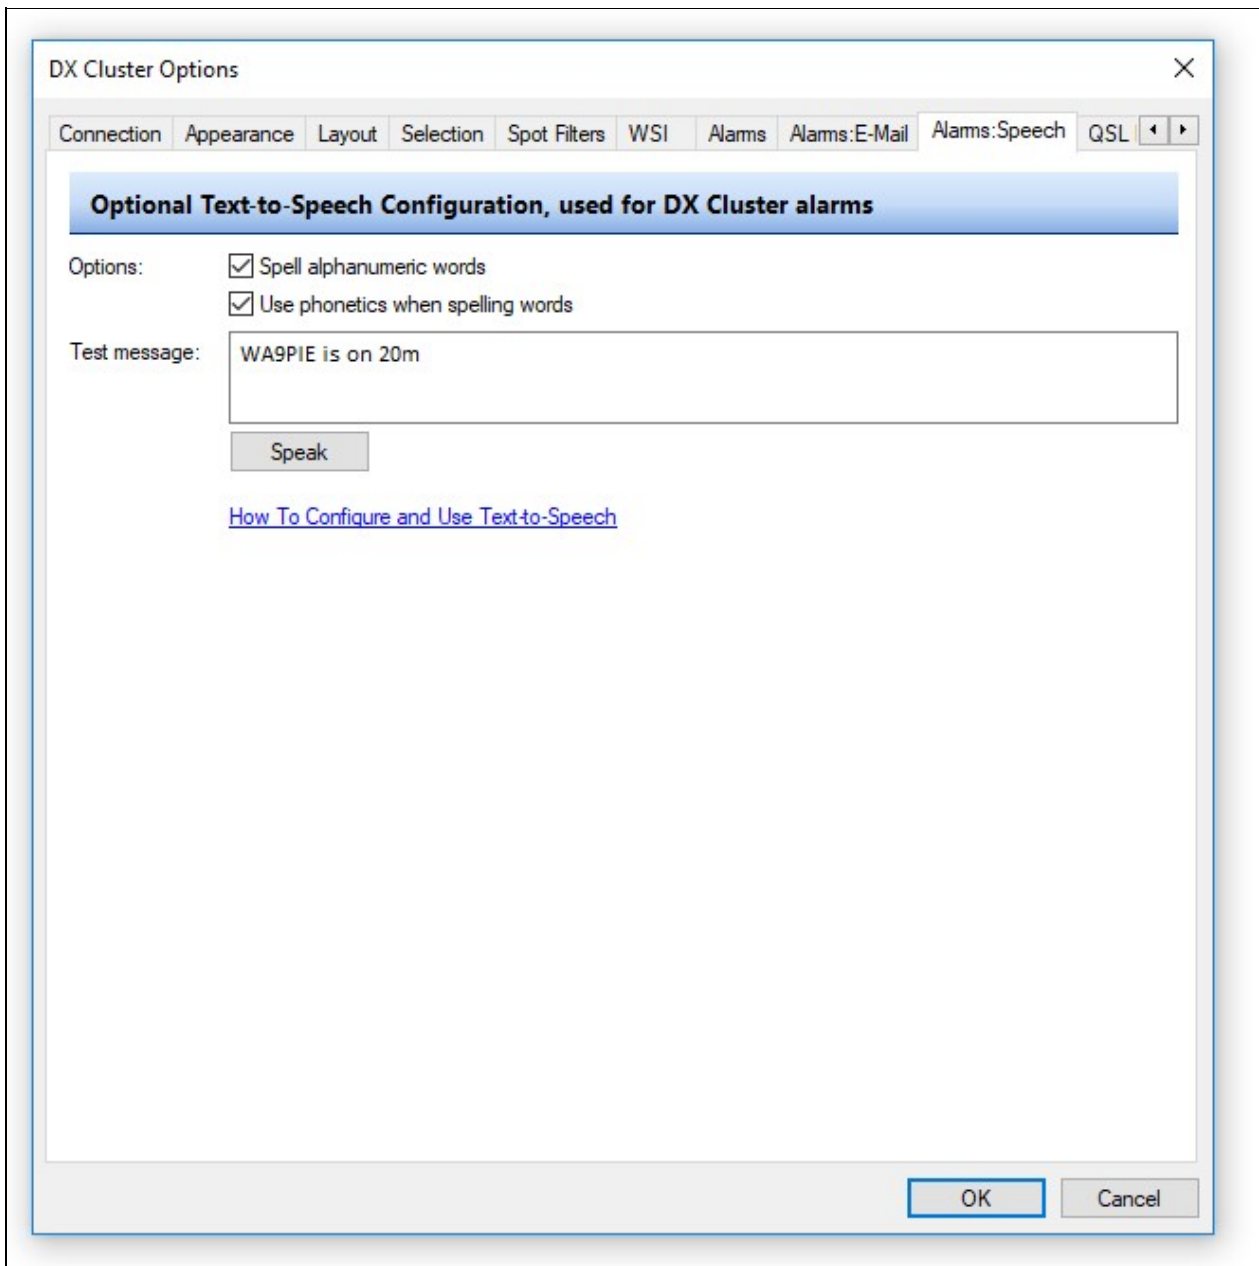 DX Cluster Options
Connection Appearance Layout Selection Spot Filters WSI Alarms Alarms:E-Mail Alarms:Speech QSL
Optional Text-to-Speech Configuration, used for DX Cluster alarms
Options: Spell alphanumeric words
Use phonetics when spelling words
Test message: WA9PIE is on 20m
Speak
How To Configure and Use Text-to-Speech
OK Cancel